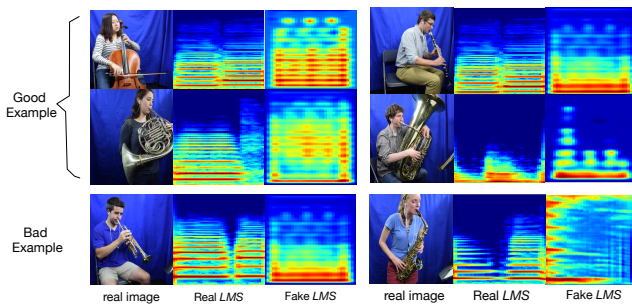 Good
Example
Bad
Example
real image Real LMS Fake LMS real image Real LMS Fake LMS